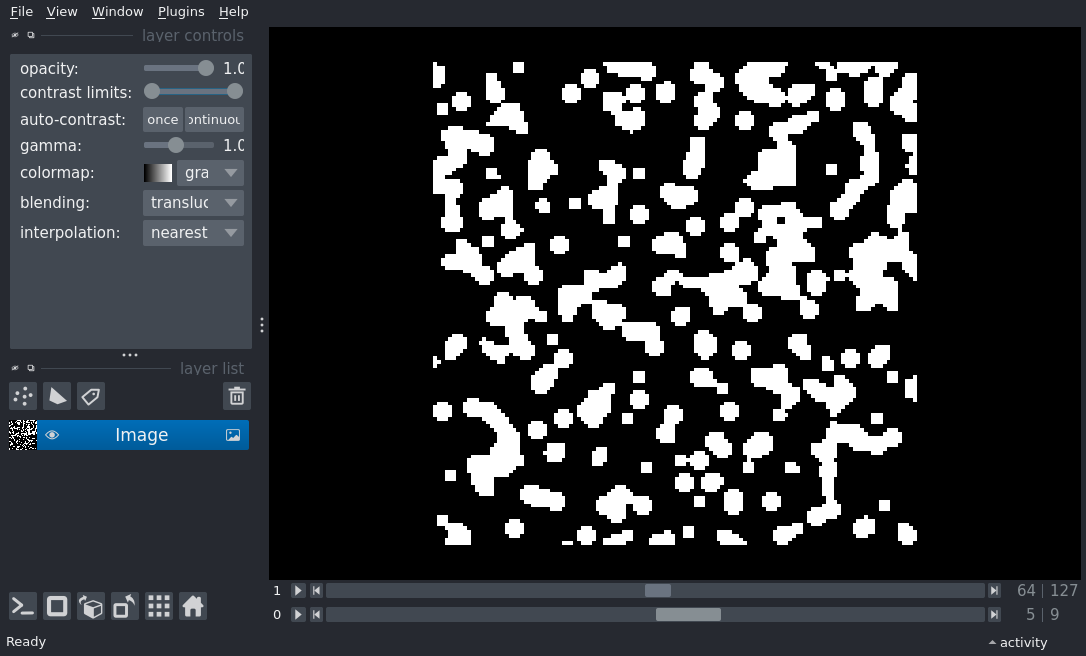 File View Window Plugins Help
layer controls
opacity: 1.0
contrast limits:
auto-contrast: once ontinuou
gamma: 1.0
colormap: gra
blending: transluc
interpolation: nearest
layer list
Image
1 64 127
0 5 9
Ready activity